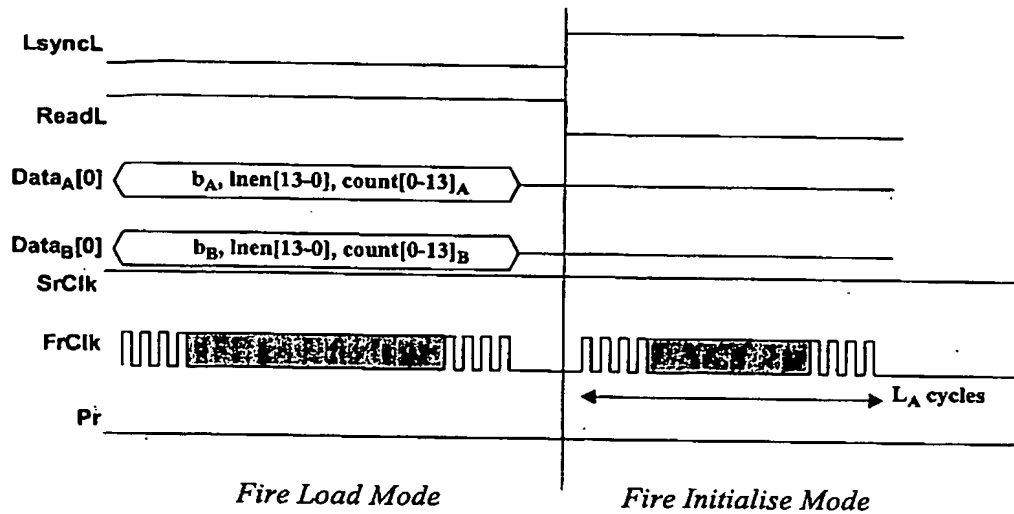 LsyncL
ReadL
Data_A[0] b_A, lnen[13-0], count[0-13]_A
Data_B[0] b_B, lnen[13-0], count[0-13]_B
SrClk
FrClk
L_A cycles
Pr
Fire Load Mode Fire Initialise Mode